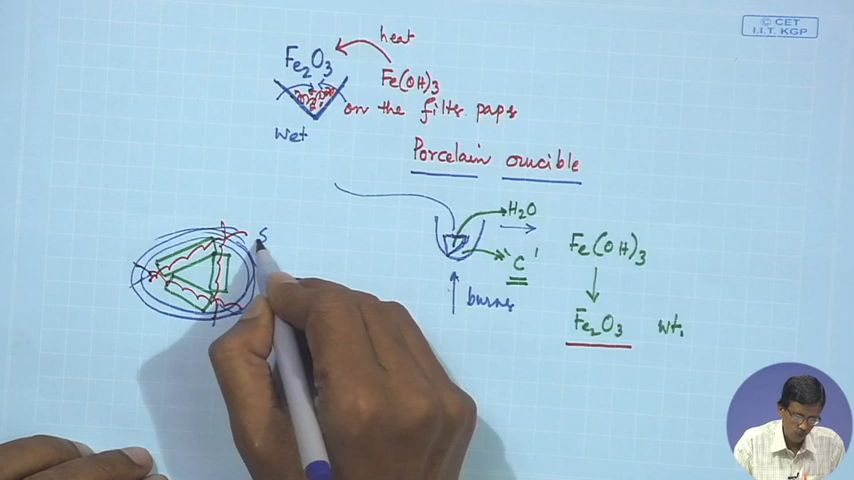 © CET
I.I.T. KGP
heat
Fe2O3
Fe(OH)3
on the filter paps
wet
Porcelain crucible
H2O
Fe(OH)3
'C'
burner
Fe2O3 wt.
S